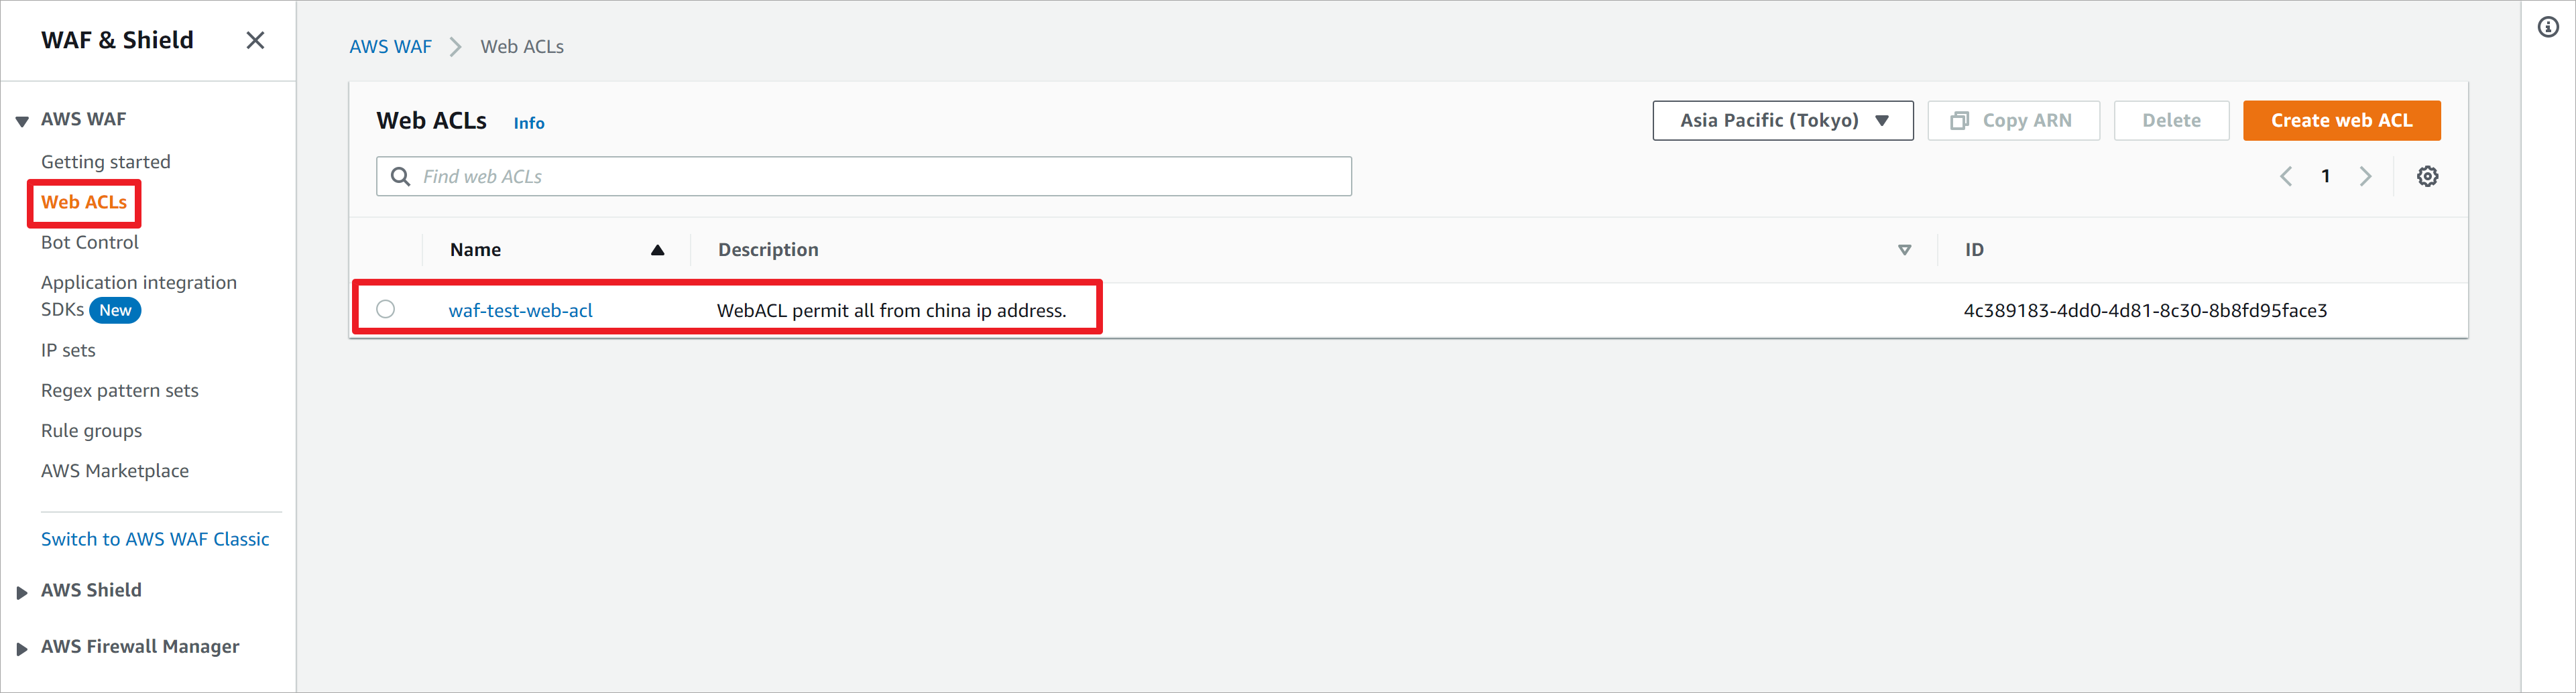 WAF & Shield
AWS WAF
Getting started
Web ACLs
Bot Control
Application integration
SDKs New
IP sets
Regex pattern sets
Rule groups
AWS Marketplace
Switch to AWS WAF Classic
AWS Shield
AWS Firewall Manager
AWS WAF Web ACLs
Web ACLs Info
Asia Pacific (Tokyo) Copy ARN Delete Create web ACL
Find web ACLs
1
Name Description ID
waf-test-web-acl WebACL permit all from china ip address. 4c389183-4dd0-4d81-8c30-8b8fd95face3